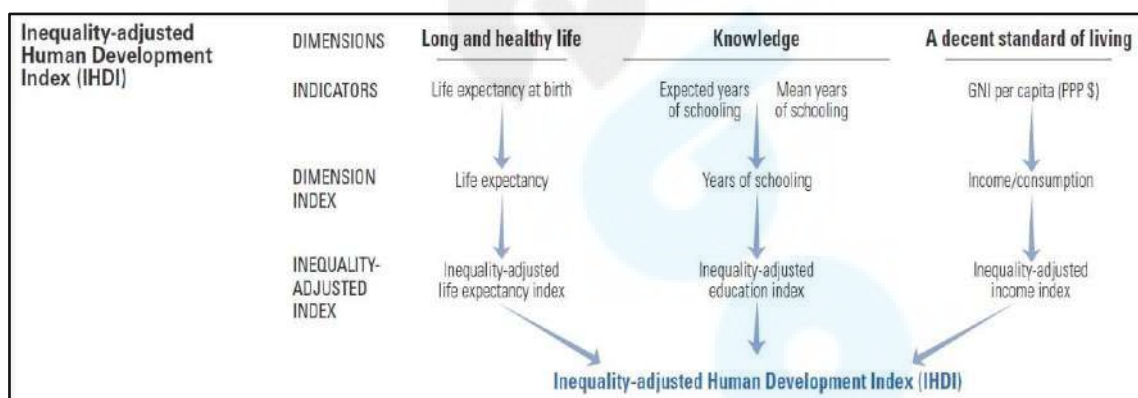 Inequality-adjusted
Human Development
Index (IHDI)
DIMENSIONS
Long and healthy life
Knowledge
A decent standard of living
INDICATORS
Life expectancy at birth
Expected years
of schooling
Mean years
of schooling
GNI per capita (PPP $)
DIMENSION
INDEX
Life expectancy
Years of schooling
Income/consumption
INEQUALITY-
ADJUSTED
INDEX
Inequality-adjusted
life expectancy index
Inequality-adjusted
education index
Inequality-adjusted
income index
Inequality-adjusted Human Development Index (IHDI)